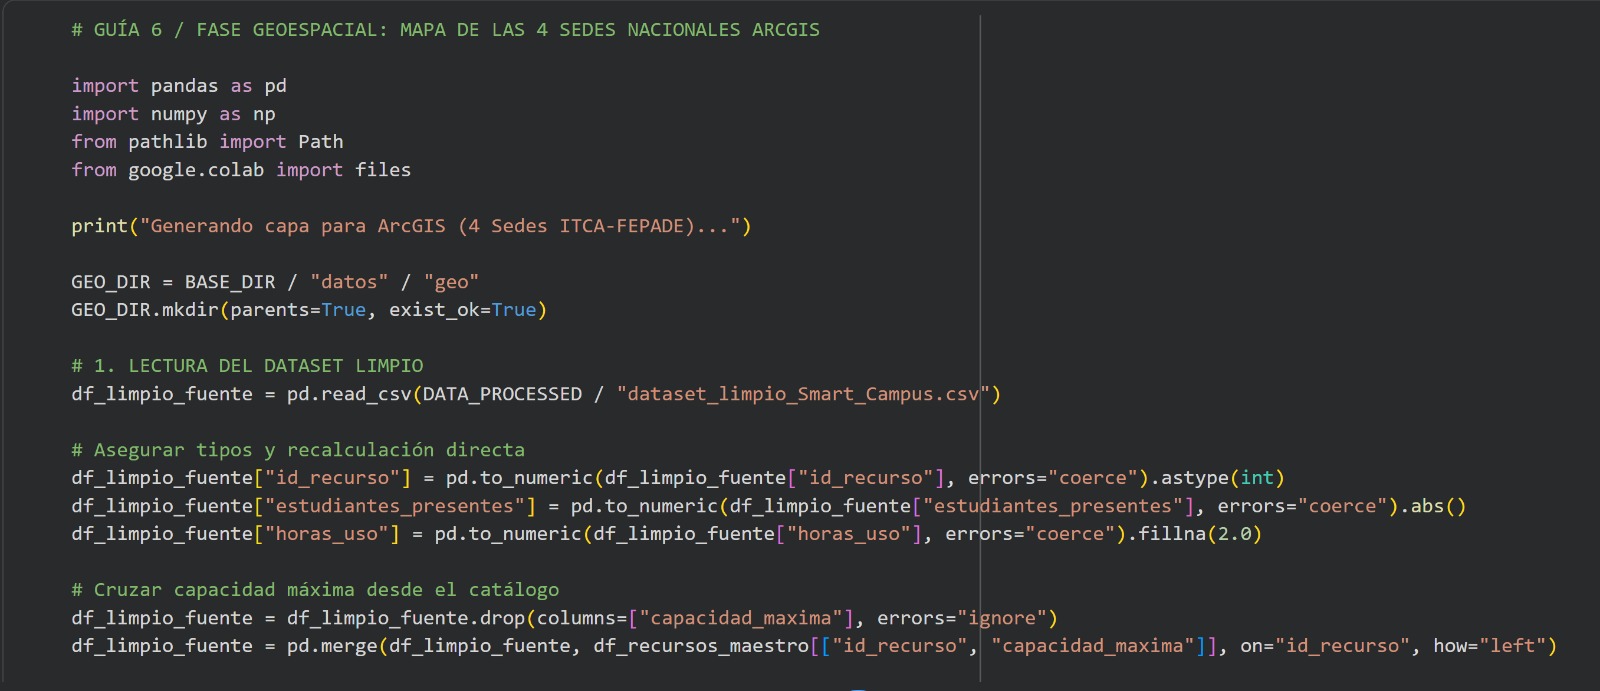 # GUÍA 6 / FASE GEOESPACIAL: MAPA DE LAS 4 SEDES NACIONALES ARCGIS
import pandas as pd
import numpy as np
from pathlib import Path
from google.colab import files
print("Generando capa para ArcGIS (4 Sedes ITCA-FEPADE)...")
GEO_DIR = BASE_DIR / "datos" / "geo"
GEO_DIR.mkdir(parents=True, exist_ok=True)
# 1. LECTURA DEL DATASET LIMPIO
df_limpio_fuente = pd.read_csv(DATA_PROCESSED / "dataset_limpio_Smart_Campus.csv")
# Asegurar tipos y recalculación directa
df_limpio_fuente["id_recurso"] = pd.to_numeric(df_limpio_fuente["id_recurso"], errors="coerce").astype(int)
df_limpio_fuente["estudiantes_presentes"] = pd.to_numeric(df_limpio_fuente["estudiantes_presentes"], errors="coerce").abs()
df_limpio_fuente["horas_uso"] = pd.to_numeric(df_limpio_fuente["horas_uso"], errors="coerce").fillna(2.0)
# Cruzar capacidad máxima desde el catálogo
df_limpio_fuente = df_limpio_fuente.drop(columns=["capacidad_maxima"], errors="ignore")
df_limpio_fuente = pd.merge(df_limpio_fuente, df_recursos_maestro[["id_recurso", "capacidad_maxima"]], on="id_recurso", how="left")